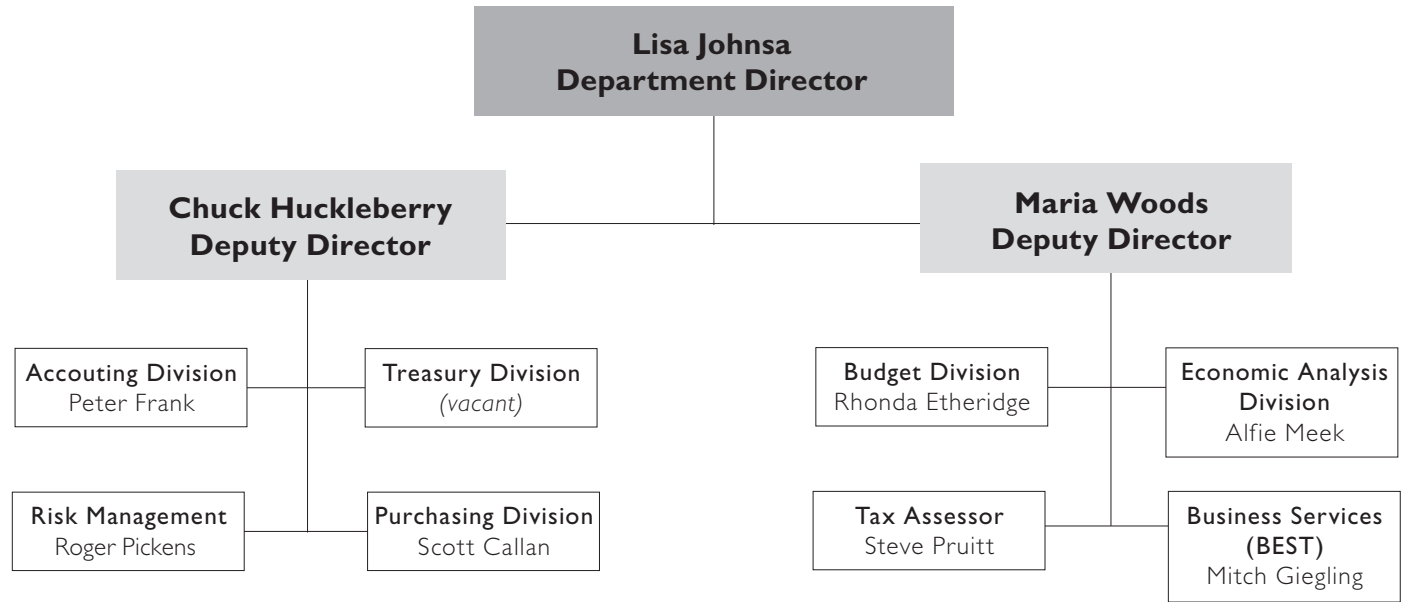 Lisa Johnsa
Department Director
Chuck Huckleberry
Deputy Director
Maria Woods
Deputy Director
Accouting Division
Peter Frank
Treasury Division
(vacant)
Budget Division
Rhonda Etheridge
Economic Analysis
Division
Alfie Meek
Risk Management
Roger Pickens
Purchasing Division
Scott Callan
Tax Assessor
Steve Pruitt
Business Services
(BEST)
Mitch Giegling